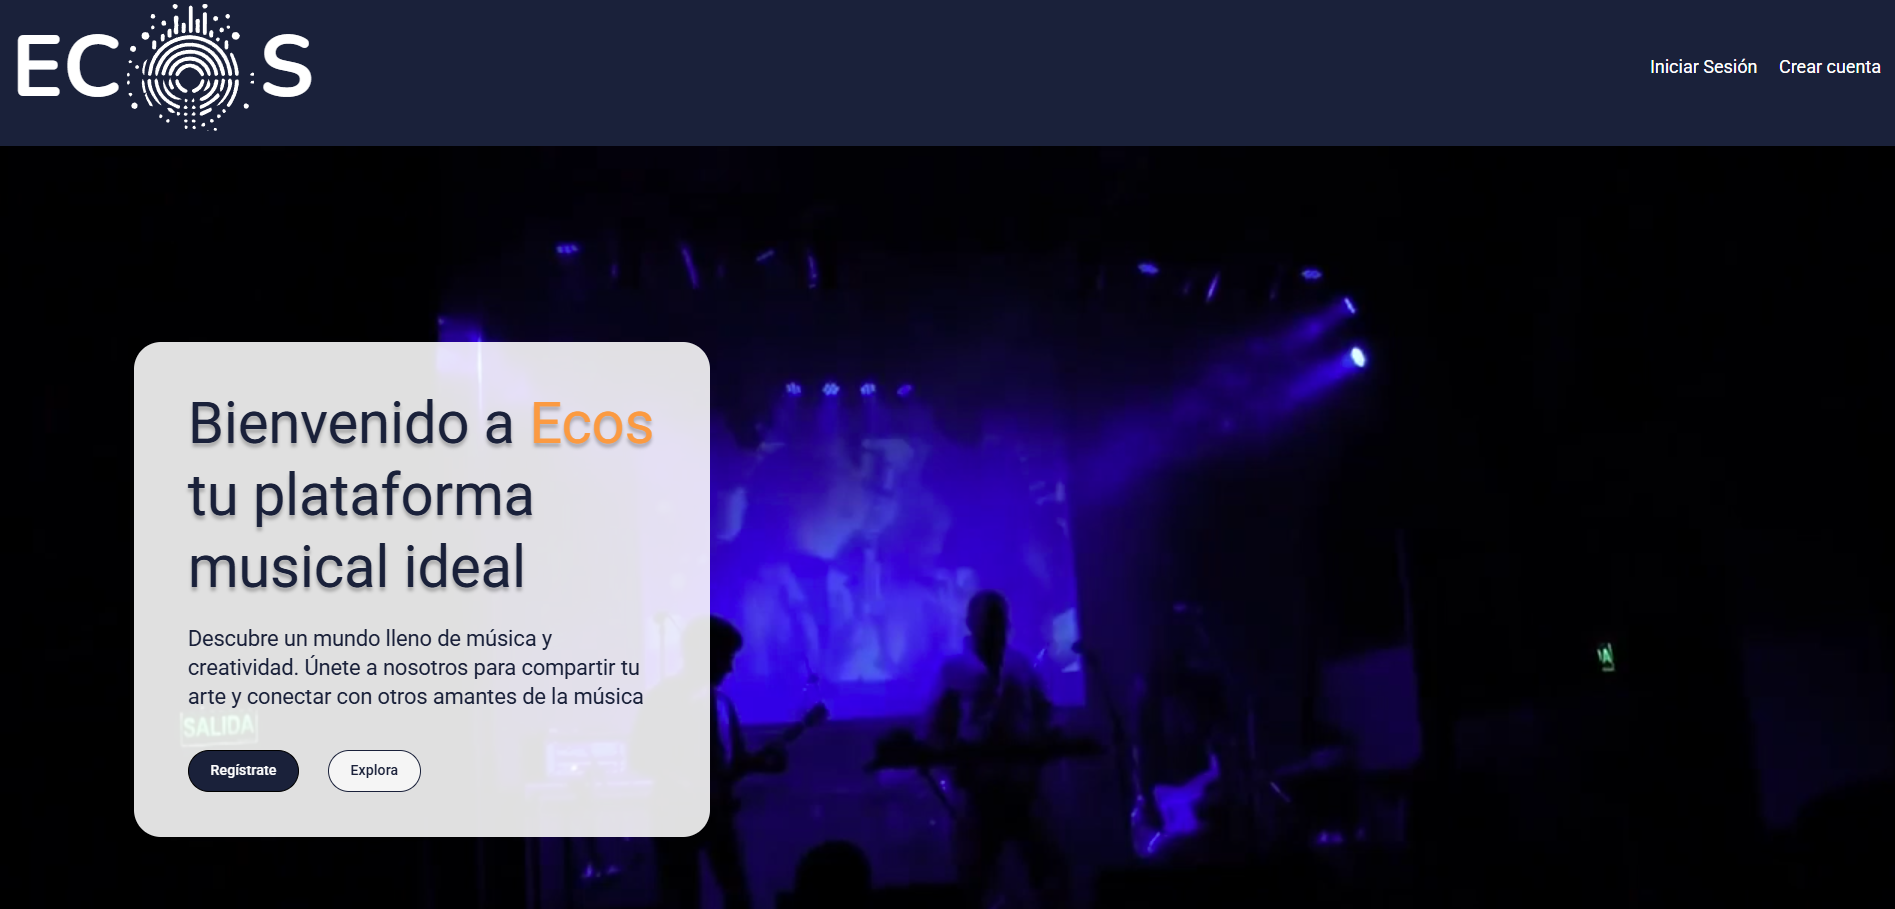 ECOS
Iniciar Sesión Crear cuenta
Bienvenido a Ecos
tu plataforma
musical ideal
Descubre un mundo lleno de música y
creatividad. Únete a nosotros para compartir tu
arte y conectar con otros amantes de la música
SALIDA
Regístrate Explora